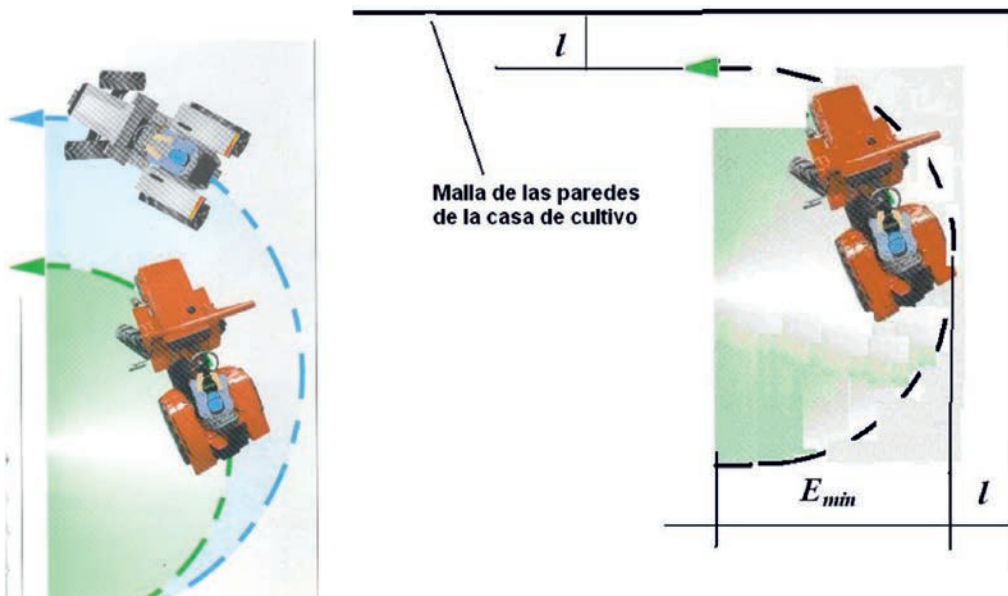 l
Malla de las paredes
de la casa de cultivo
E_min
l